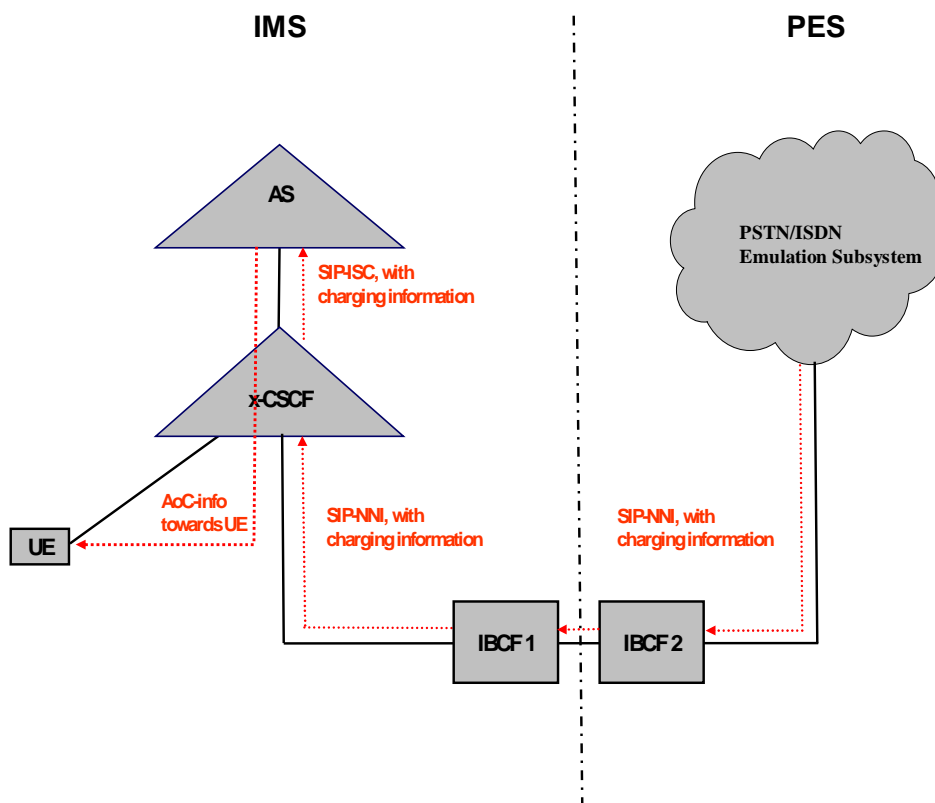 IMS
PES
AS
PSTN/ISDN
Emulation Subsystem
SIP-ISC, with
charging information
x-CSCF
AoC-info
towards UE
SIP-NNI, with
charging information
SIP-NNI, with
charging information
UE
IBCF 1
IBCF 2